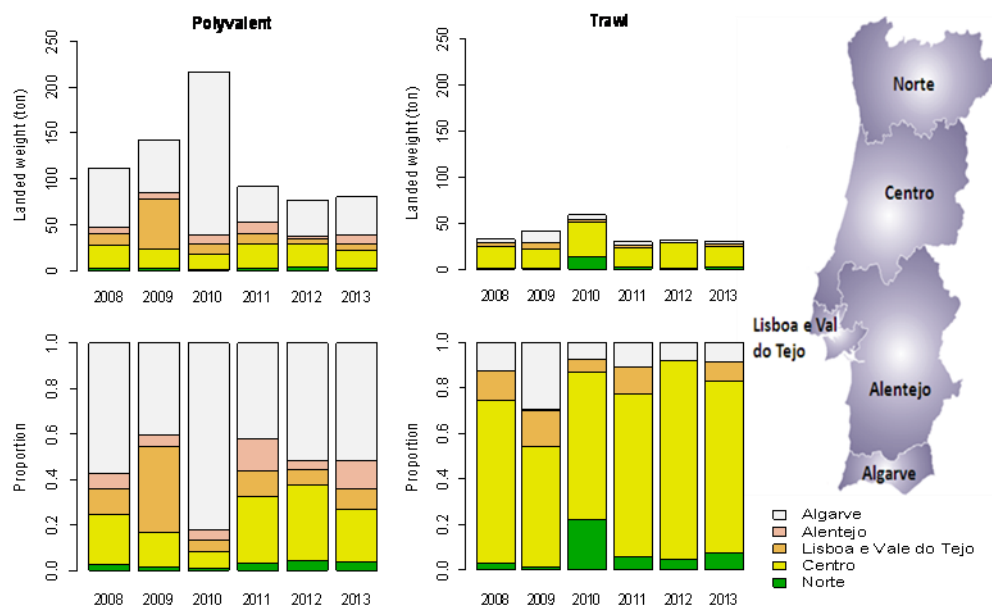 Polyvalent
Landed weight (ton)
250
200
150
100
50
0
2008 2009 2010 2011 2012 2013
Trawl
Landed weight (ton)
250
200
150
100
50
0
2008 2009 2010 2011 2012 2013
Proportion
1.0
0.8
0.6
0.4
0.2
0.0
2008 2009 2010 2011 2012 2013
Proportion
1.0
0.8
0.6
0.4
0.2
0.0
2008 2009 2010 2011 2012 2013
Norte
Centro
Lisboa e Val
do Tejo
Alentejo
Algarve
Algarve
Alentejo
Lisboa e Vale do Tejo
Centro
Norte